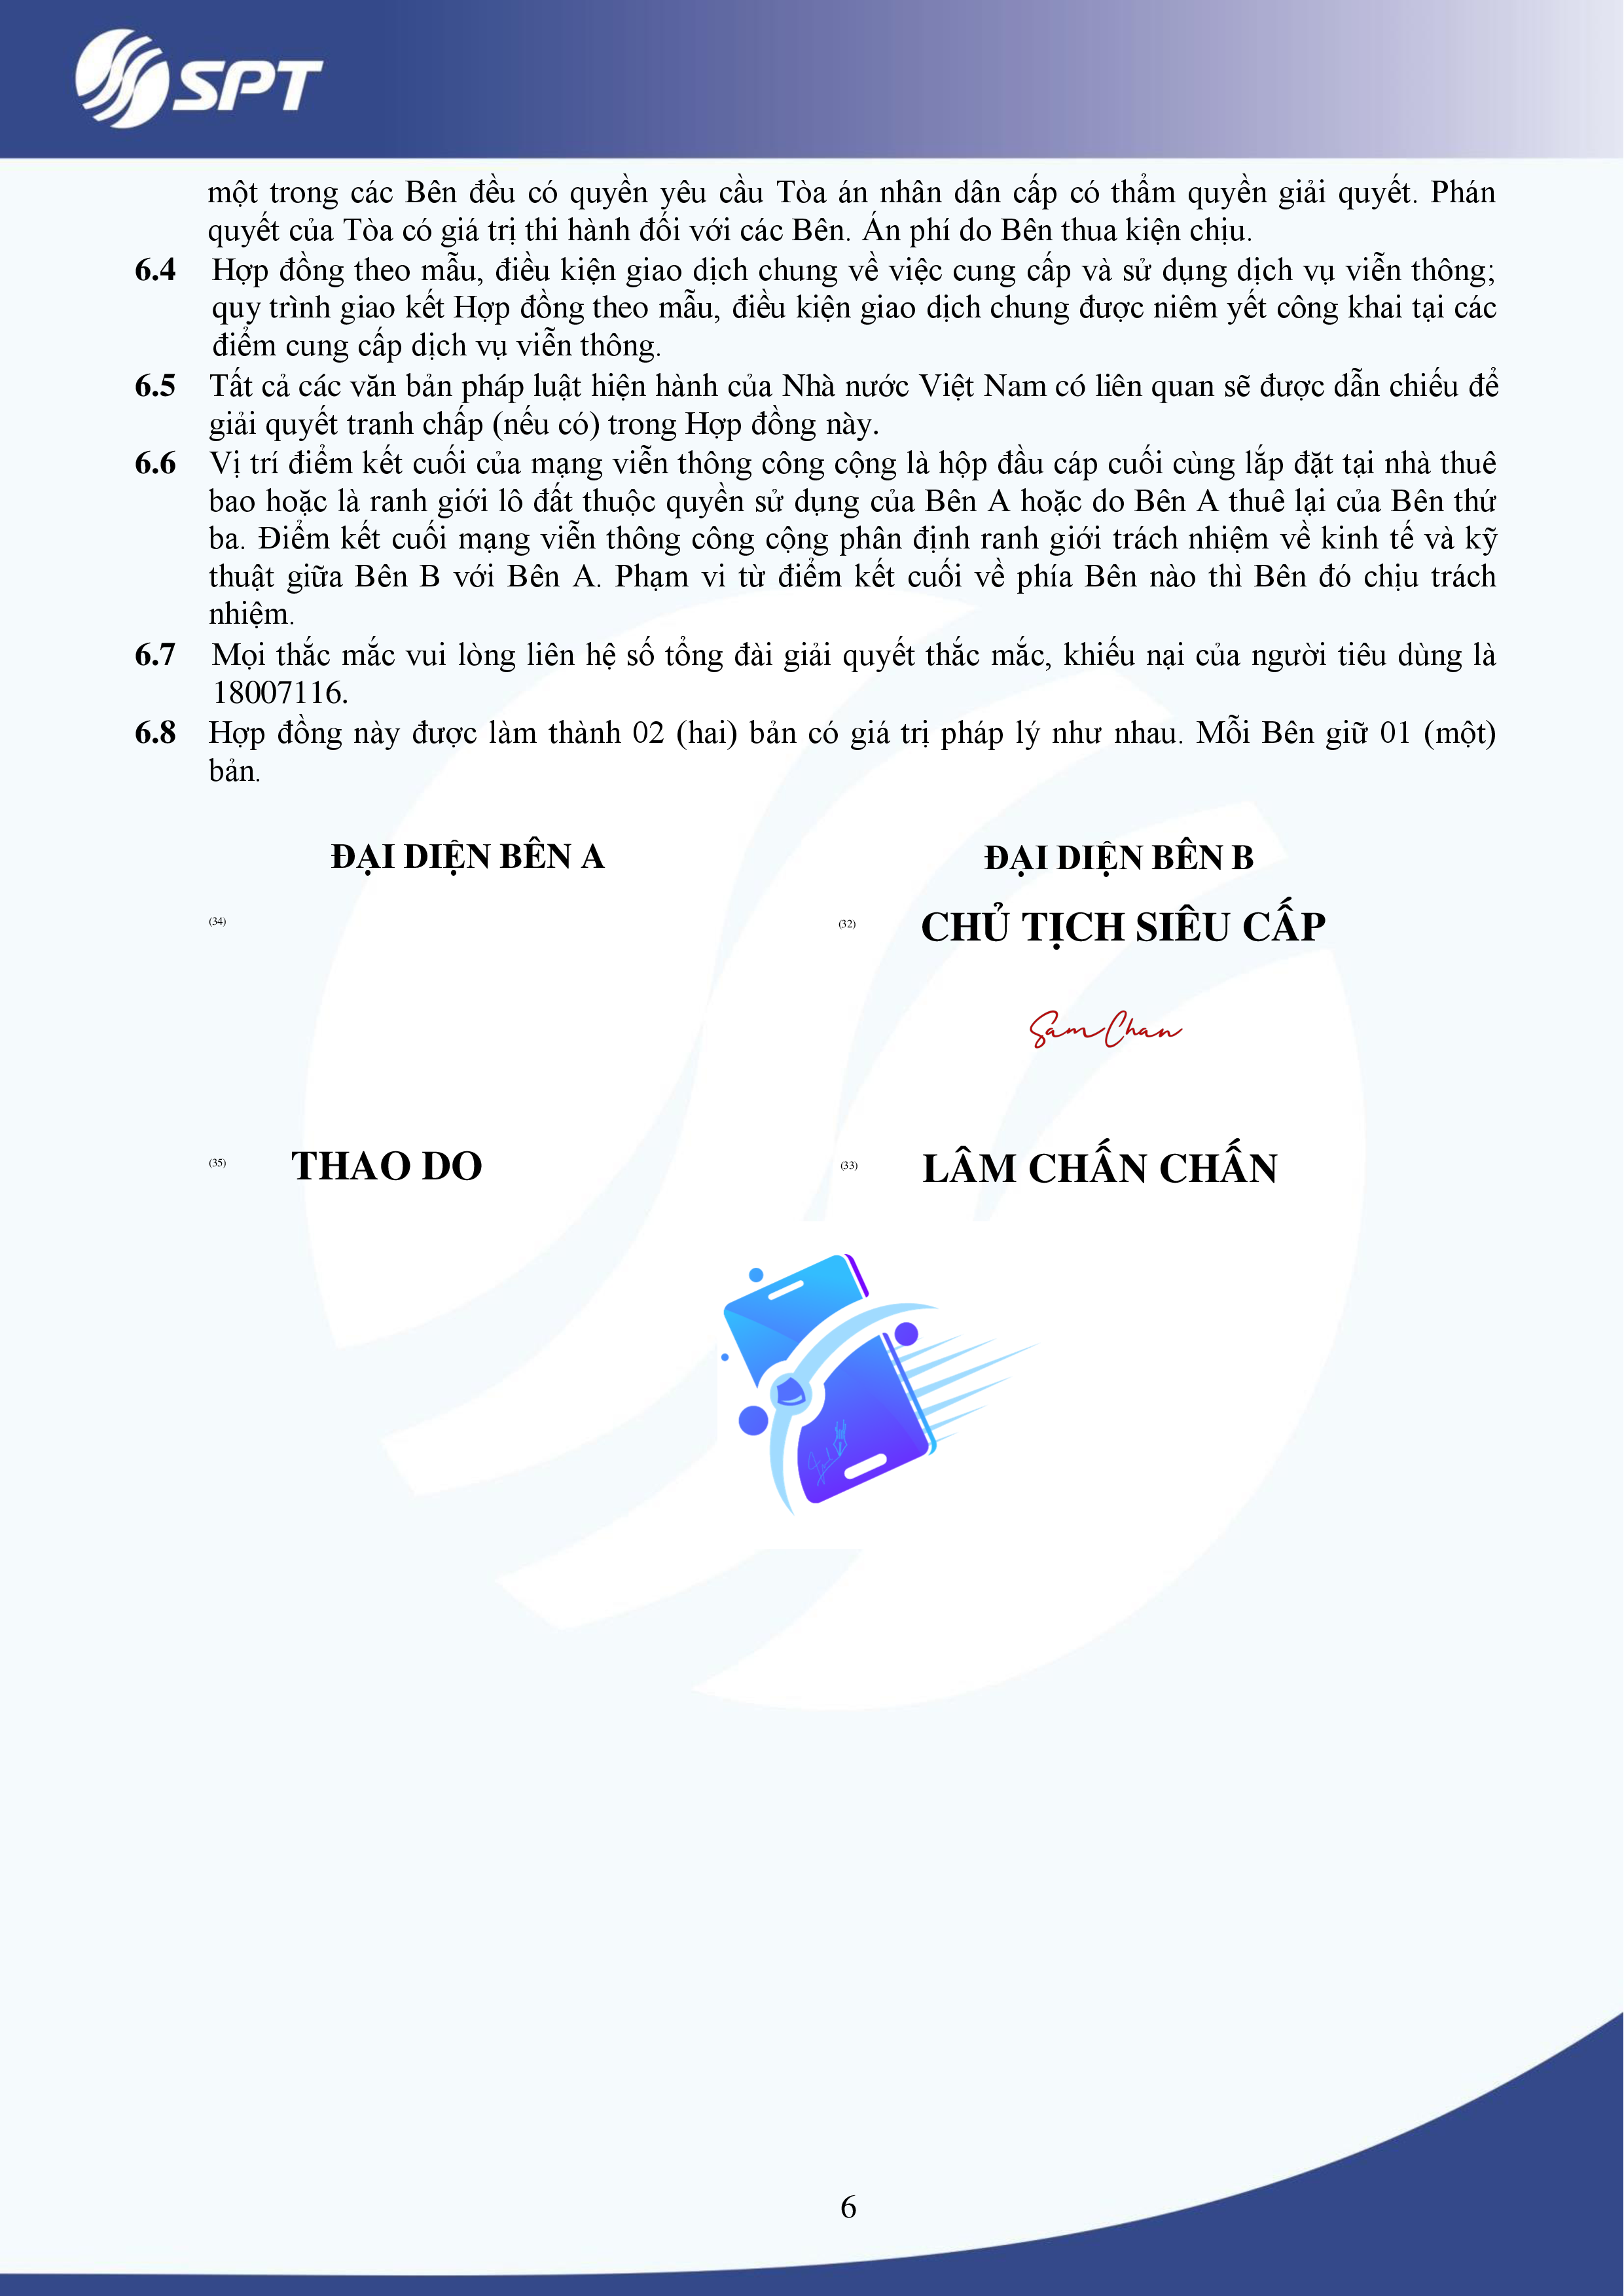 SPT
một trong các Bên đều có quyền yêu cầu Tòa án nhân dân cấp có thẩm quyền giải quyết. Phán
quyết của Tòa có giá trị thi hành đối với các Bên. Án phí do Bên thua kiện chịu.
6.4 Hợp đồng theo mẫu, điều kiện giao dịch chung về việc cung cấp và sử dụng dịch vụ viễn thông;
quy trình giao kết Hợp đồng theo mẫu, điều kiện giao dịch chung được niêm yết công khai tại các
điểm cung cấp dịch vụ viễn thông.
6.5 Tất cả các văn bản pháp luật hiện hành của Nhà nước Việt Nam có liên quan sẽ được dẫn chiếu để
giải quyết tranh chấp (nếu có) trong Hợp đồng này.
6.6 Vị trí điểm kết cuối của mạng viễn thông công cộng là hộp đầu cáp cuối cùng lắp đặt tại nhà thuê
bao hoặc là ranh giới lô đất thuộc quyền sử dụng của Bên A hoặc do Bên A thuê lại của Bên thứ
ba. Điểm kết cuối mạng viễn thông công cộng phân định ranh giới trách nhiệm về kinh tế và kỹ
thuật giữa Bên B với Bên A. Phạm vi từ điểm kết cuối về phía Bên nào thì Bên đó chịu trách
nhiệm.
6.7 Mọi thắc mắc vui lòng liên hệ số tổng đài giải quyết thắc mắc, khiếu nại của người tiêu dùng là
18007116.
6.8 Hợp đồng này được làm thành 02 (hai) bản có giá trị pháp lý như nhau. Mỗi Bên giữ 01 (một)
bản.
ĐẠI DIỆN BÊN A ĐẠI DIỆN BÊN B
(34) (32) CHỦ TỊCH SIÊU CẤP
Sam Chan
(35) THAO DO (33) LÂM CHẤN CHẤN
6